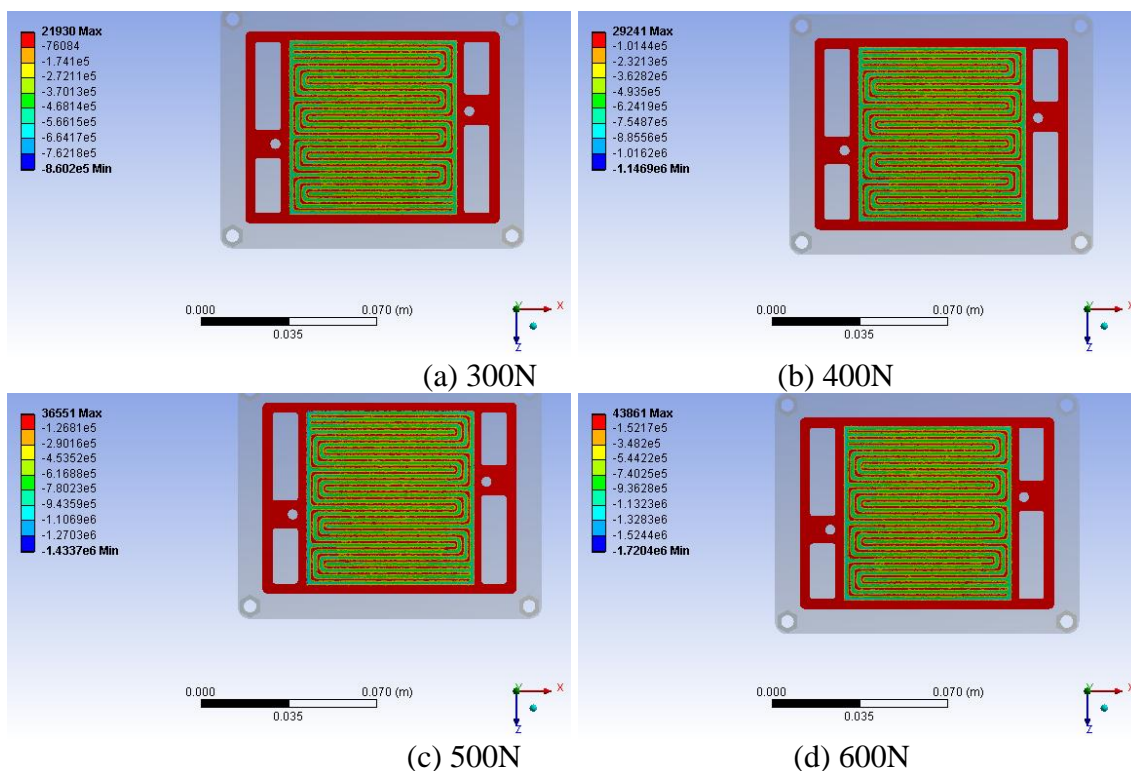 21930 Max
-76084
-1.741e5
-2.7211e5
-3.7013e5
-4.6814e5
-5.6615e5
-6.6417e5
-7.6218e5
-8.602e5 Min
0.000
0.070 (m)
0.035
Y
X
Z
(a) 300N
29241 Max
-1.0144e5
-2.3213e5
-3.6282e5
-4.935e5
-6.2419e5
-7.5487e5
-8.8556e5
-1.0162e6
-1.1469e6 Min
0.000
0.070 (m)
0.035
Y
X
Z
(b) 400N
36551 Max
-1.2681e5
-2.9016e5
-4.5352e5
-6.1688e5
-7.8023e5
-9.4359e5
-1.1069e6
-1.2703e6
-1.4337e6 Min
0.000
0.070 (m)
0.035
Y
X
Z
(c) 500N
43861 Max
-1.5217e5
-3.482e5
-5.4422e5
-7.4025e5
-9.3628e5
-1.1323e6
-1.3283e6
-1.5244e6
-1.7204e6 Min
0.000
0.070 (m)
0.035
Y
X
Z
(d) 600N